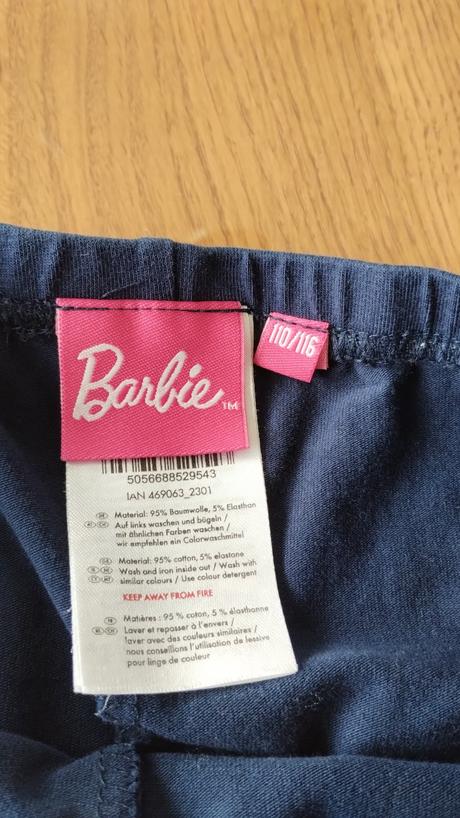 Barbie™
110/116
5056688529543
IAN 469063_2301
Material: 95% Baumwolle, 5% Elasthan
Auf links waschen und bügeln /
mit ähnlichen Farben waschen /
wir empfehlen ein Colorwaschmittel
Material: 95% cotton, 5% elastane
Wash and iron inside out / Wash with
similar colours / Use colour detergent
KEEP AWAY FROM FIRE
Matières : 95 % coton, 5 % élasthanne
Laver et repasser à l'envers /
laver avec des couleurs similaires /
nous conseillons l'utilisation de lessive
pour linge de couleur